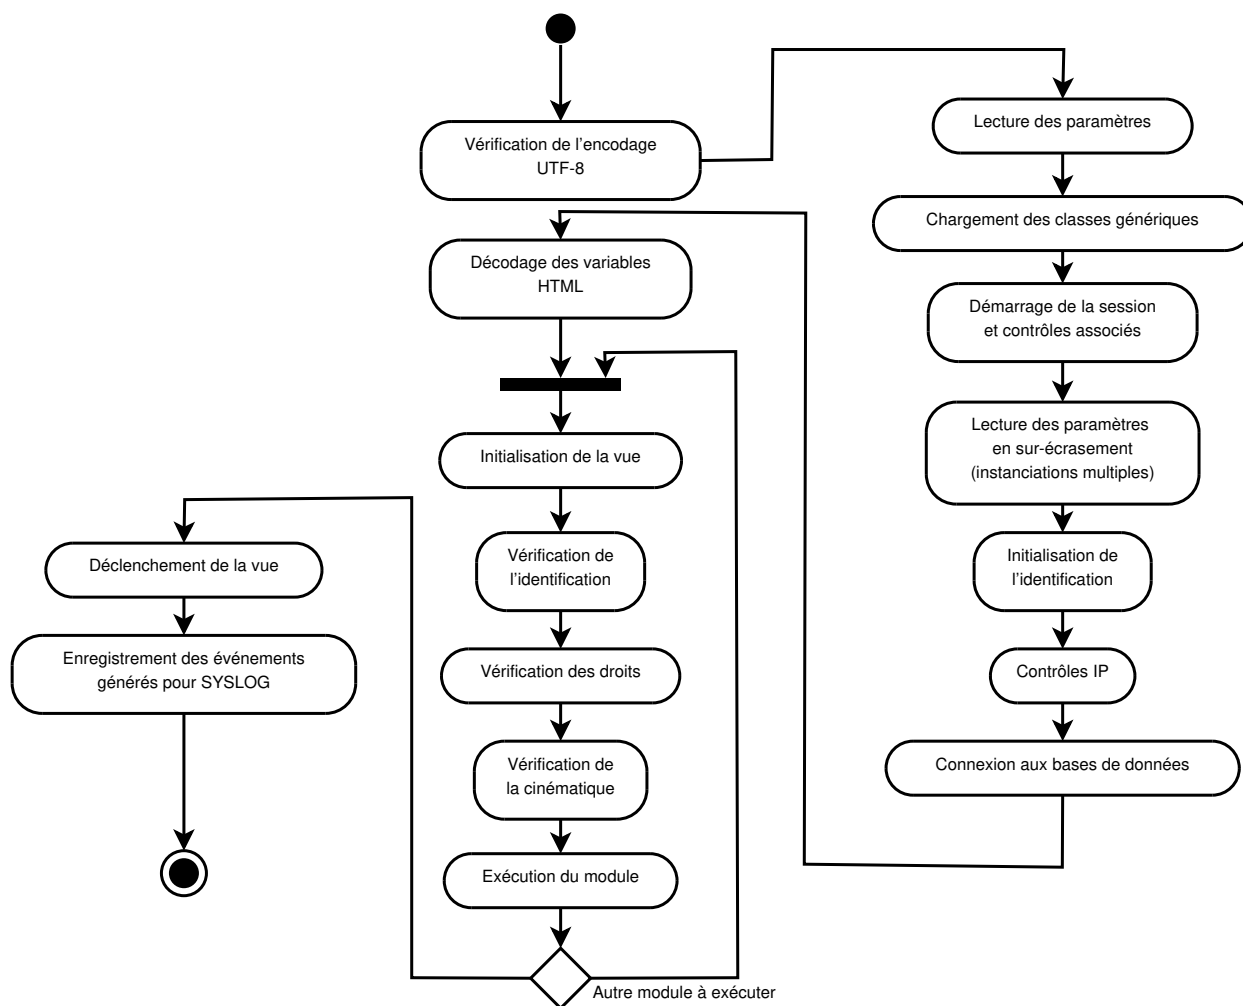 Vérification de l'encodage
UTF-8
Lecture des paramètres
Chargement des classes génériques
Démarrage de la session
et contrôles associés
Lecture des paramètres
en sur-écrasement
(instanciations multiples)
Initialisation de
l'identification
Contrôles IP
Connexion aux bases de données
Décodage des variables
HTML
Initialisation de la vue
Vérification de
l'identification
Vérification des droits
Vérification de
la cinématique
Exécution du module
Autre module à exécuter
Déclenchement de la vue
Enregistrement des événements
générés pour SYSLOG